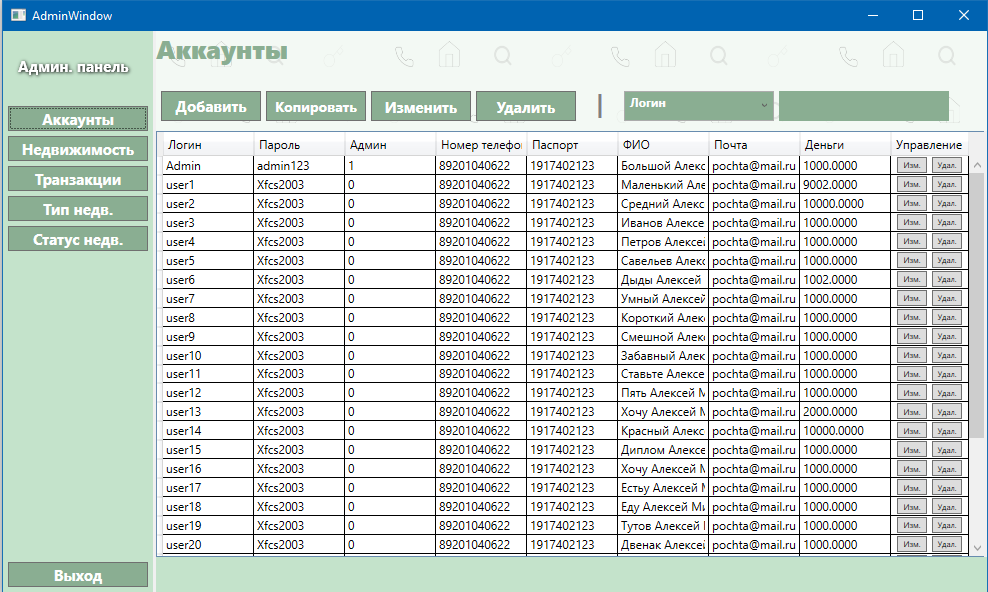 AdminWindow
Админ. панель
Аккаунты
Недвижимость
Транзакции
Тип недв.
Статус недв.
Выход
Аккаунты
Добавить Копировать Изменить Удалить | Логин
Логин Пароль Админ Номер телефо Паспорт ФИО Почта Деньги Управление
Admin admin123 1 89201040622 1917402123 Большой Алекс pochta@mail.ru 1000.0000 Изм. Удал.
user1 Xfcs2003 0 89201040622 1917402123 Маленький Але pochta@mail.ru 9002.0000 Изм. Удал.
user2 Xfcs2003 0 89201040622 1917402123 Средний Алекс pochta@mail.ru 10000.0000 Изм. Удал.
user3 Xfcs2003 0 89201040622 1917402123 Иванов Алексе pochta@mail.ru 1000.0000 Изм. Удал.
user4 Xfcs2003 0 89201040622 1917402123 Петров Алексей pochta@mail.ru 1000.0000 Изм. Удал.
user5 Xfcs2003 0 89201040622 1917402123 Савельев Алекс pochta@mail.ru 1000.0000 Изм. Удал.
user6 Xfcs2003 0 89201040622 1917402123 Дыды Алексей pochta@mail.ru 1002.0000 Изм. Удал.
user7 Xfcs2003 0 89201040622 1917402123 Умный Алексей pochta@mail.ru 1000.0000 Изм. Удал.
user8 Xfcs2003 0 89201040622 1917402123 Короткий Алекс pochta@mail.ru 1000.0000 Изм. Удал.
user9 Xfcs2003 0 89201040622 1917402123 Смешной Алекс pochta@mail.ru 1000.0000 Изм. Удал.
user10 Xfcs2003 0 89201040622 1917402123 Забавный Алекс pochta@mail.ru 1000.0000 Изм. Удал.
user11 Xfcs2003 0 89201040622 1917402123 Ставьте Алексе pochta@mail.ru 1000.0000 Изм. Удал.
user12 Xfcs2003 0 89201040622 1917402123 Пять Алексей М pochta@mail.ru 1000.0000 Изм. Удал.
user13 Xfcs2003 0 89201040622 1917402123 Хочу Алексей М pochta@mail.ru 2000.0000 Изм. Удал.
user14 Xfcs2003 0 89201040622 1917402123 Красный Алекс pochta@mail.ru 10000.0000 Изм. Удал.
user15 Xfcs2003 0 89201040622 1917402123 Диплом Алексе pochta@mail.ru 1000.0000 Изм. Удал.
user16 Xfcs2003 0 89201040622 1917402123 Хочу Алексей М pochta@mail.ru 1000.0000 Изм. Удал.
user17 Xfcs2003 0 89201040622 1917402123 Естьу Алексей М pochta@mail.ru 1000.0000 Изм. Удал.
user18 Xfcs2003 0 89201040622 1917402123 Еду Алексей Ми pochta@mail.ru 1000.0000 Изм. Удал.
user19 Xfcs2003 0 89201040622 1917402123 Тутов Алексей pochta@mail.ru 1000.0000 Изм. Удал.
user20 Xfcs2003 0 89201040622 1917402123 Двенак Алексей pochta@mail.ru 1000.0000 Изм. Удал.